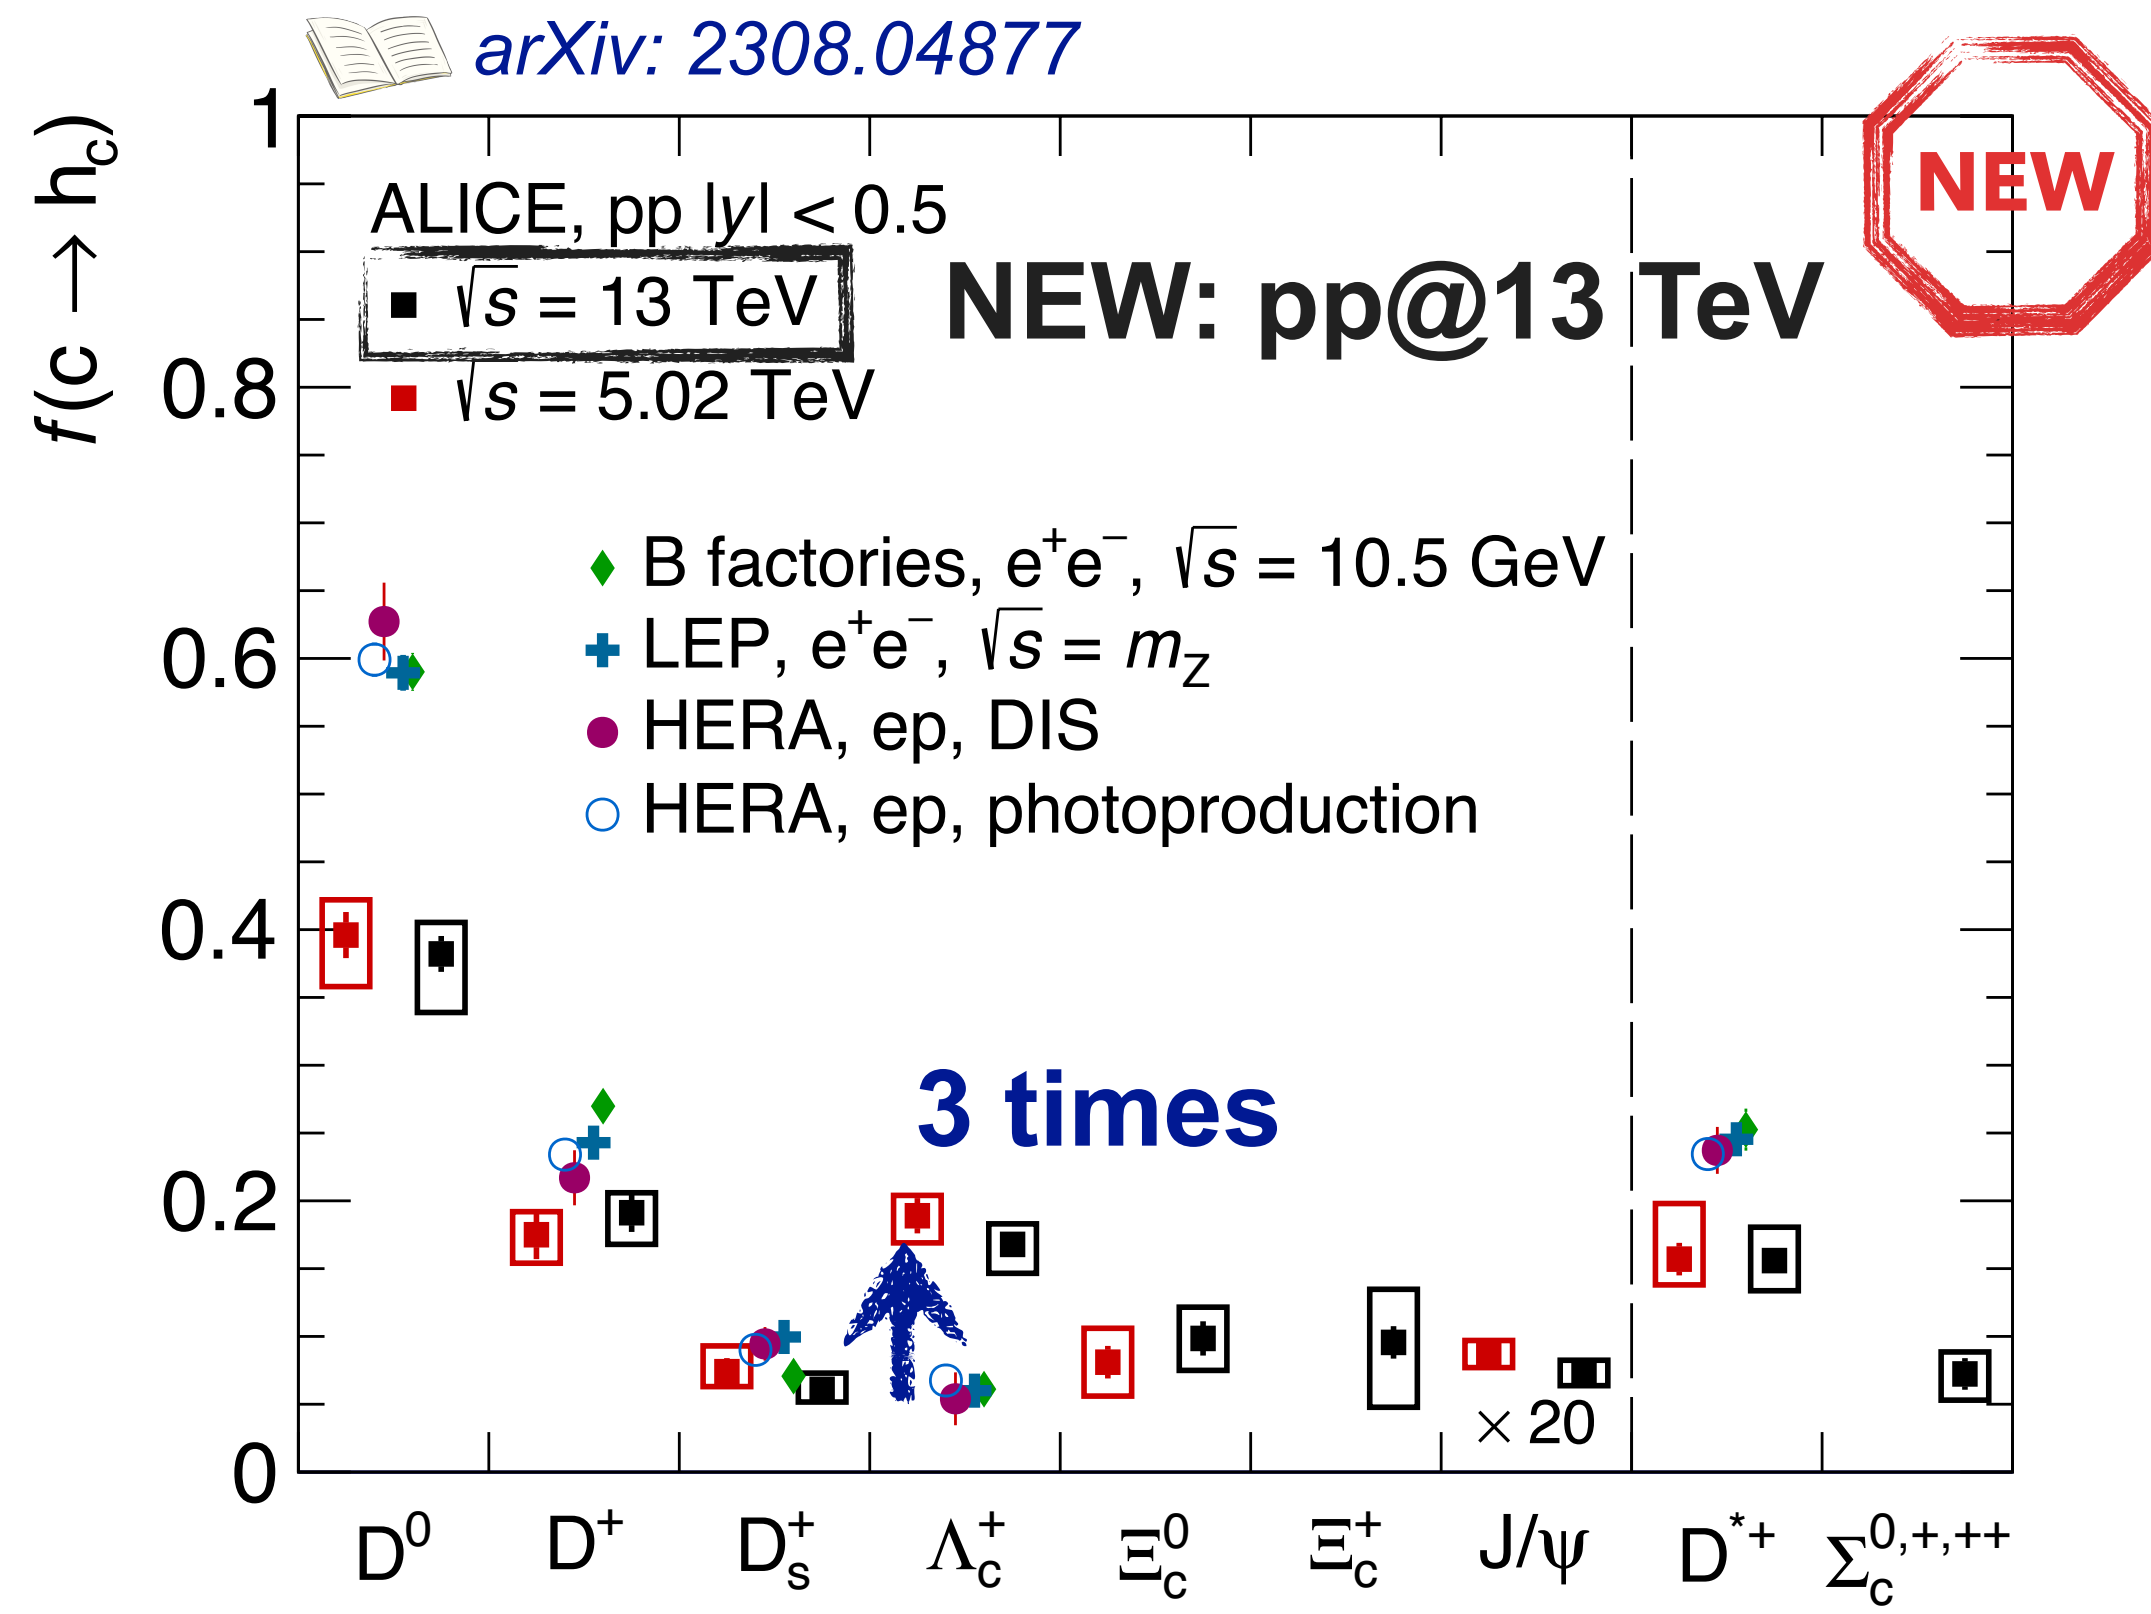 arXiv: 2308.04877
NEW
f(c → h_c)
1
0.8
0.6
0.4
0.2
0
ALICE, pp |y| < 0.5
√s = 13 TeV
NEW: pp@13 TeV
√s = 5.02 TeV
B factories, e⁺e⁻, √s = 10.5 GeV
LEP, e⁺e⁻, √s = m_Z
HERA, ep, DIS
HERA, ep, photoproduction
3 times
× 20
D⁰ D⁺ D_s⁺ Λ_c⁺ Ξ_c⁰ Ξ_c⁺ J/ψ D*⁺ Σ_c^{0,+,++}